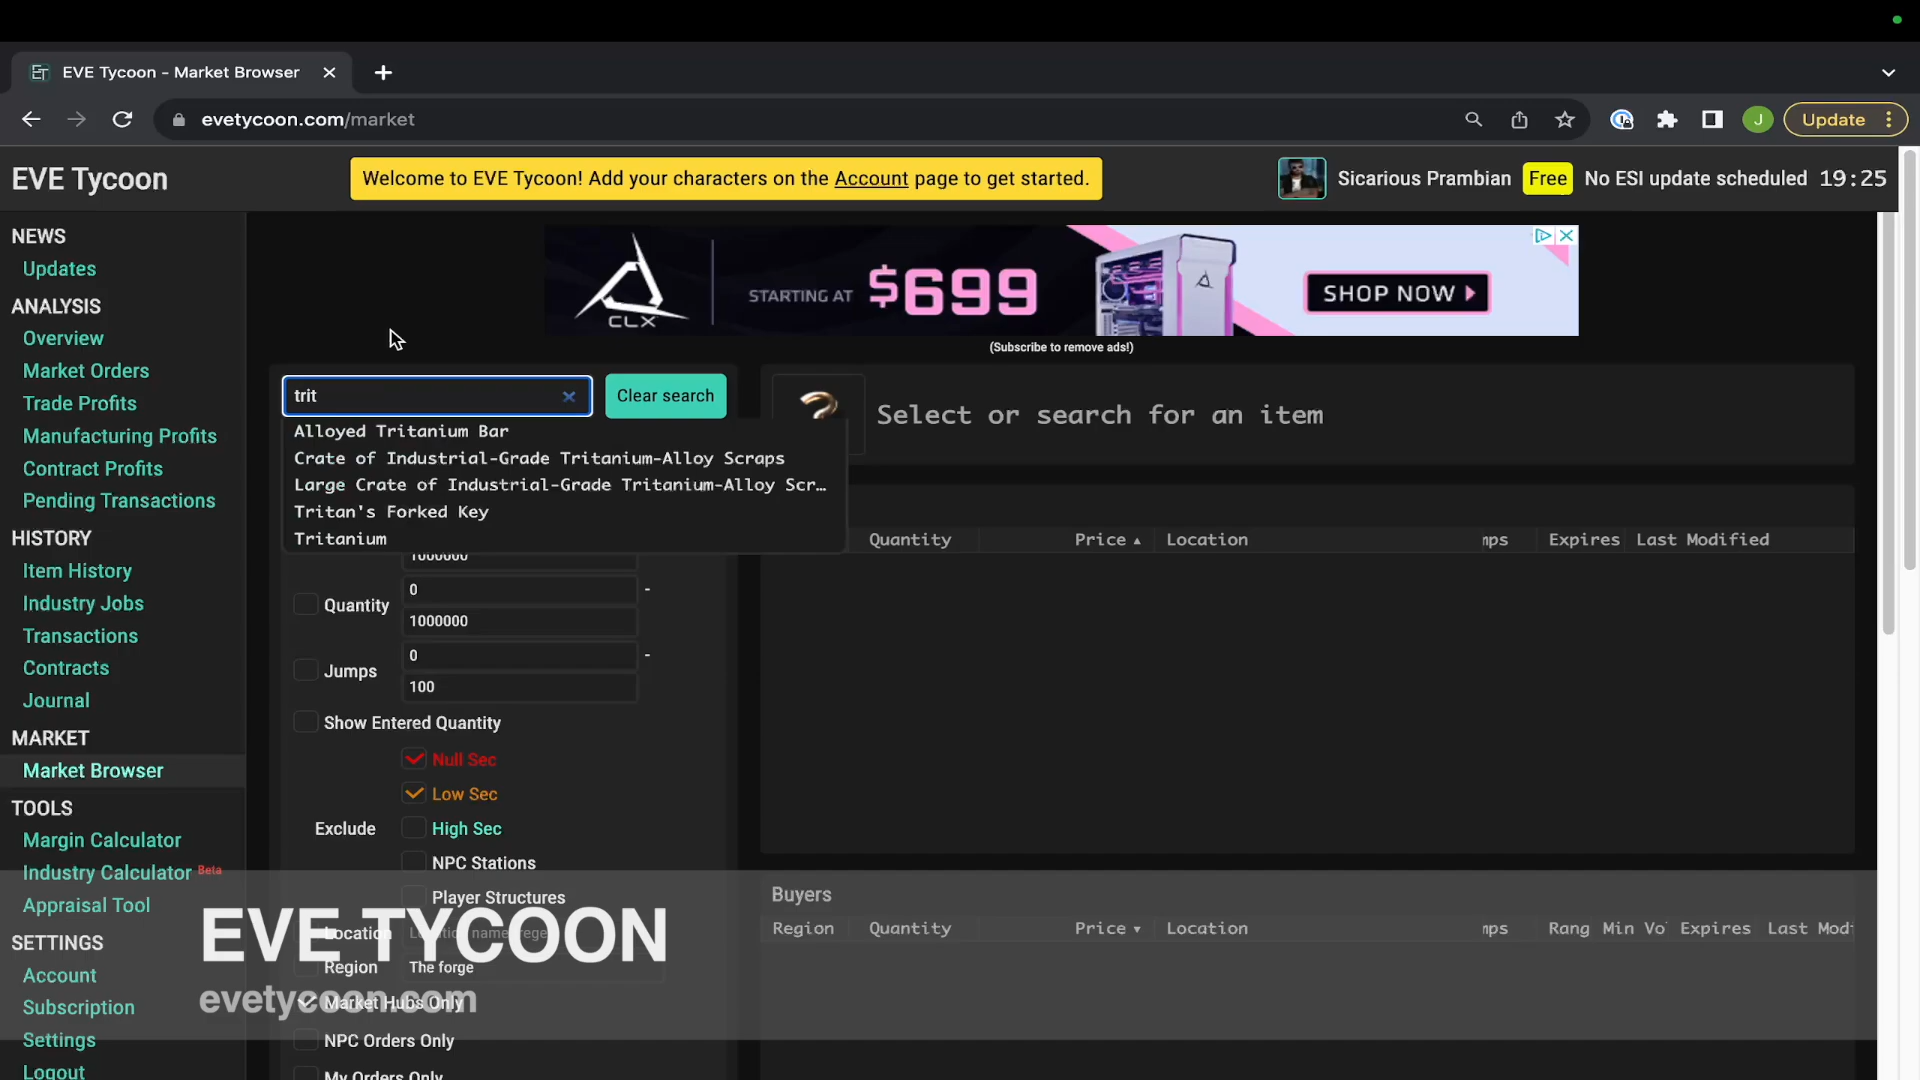 EVE Tycoon - Market Browser
evetycoon.com/market
J
Update
EVE Tycoon
Welcome to EVE Tycoon! Add your characters on the Account page to get started.
Sicarious Prambian
Free
No ESI update scheduled
19:25
NEWS
Updates
ANALYSIS
Overview
Market Orders
Trade Profits
Manufacturing Profits
Contract Profits
Pending Transactions
HISTORY
Item History
Industry Jobs
Transactions
Contracts
Journal
MARKET
Market Browser
TOOLS
Margin Calculator
Industry Calculator Beta
Appraisal Tool
SETTINGS
Account
Subscription
Settings
Logout
CLX
STARTING AT $699
SHOP NOW
(Subscribe to remove ads!)
trit
Clear search
Alloyed Tritanium Bar
Crate of Industrial-Grade Tritanium-Alloy Scraps
Large Crate of Industrial-Grade Tritanium-Alloy Scr...
Tritan's Forked Key
Tritanium
1000000
Quantity
0 -
1000000
Jumps
0 -
100
Show Entered Quantity
Exclude
Null Sec
Low Sec
High Sec
NPC Stations
Player Structures
Location
Region
The forge
Market Hubs Only
NPC Orders Only
My Orders Only
Select or search for an item
Quantity Price Location mps Expires Last Modified
Buyers
Region Quantity Price Location mps Rang Min Vo Expires Last Modi
EVE TYCOON
evetycoon.com